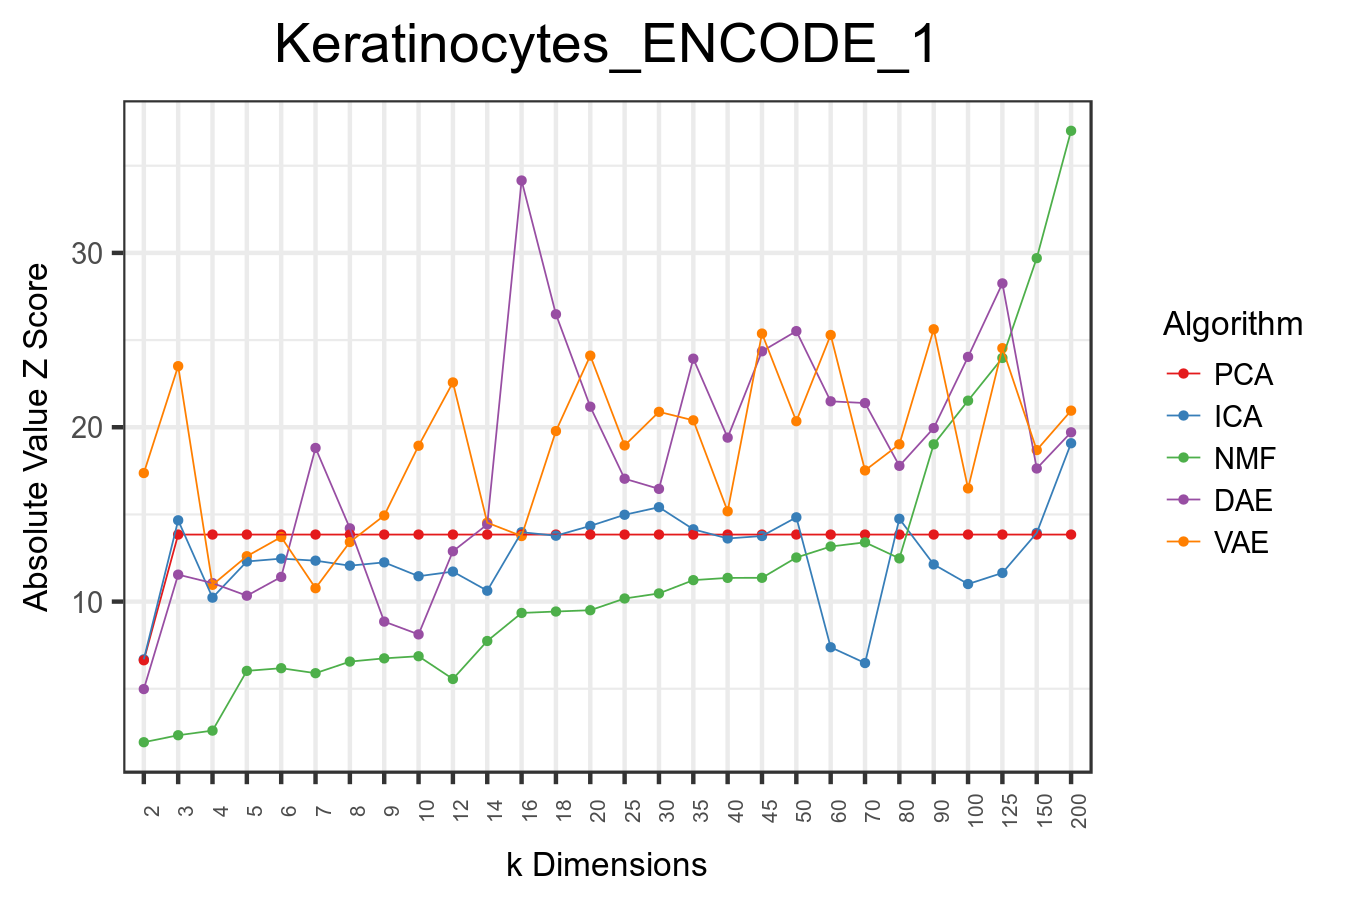 Keratinocytes_ENCODE_1
Absolute Value Z Score
30
20
10
2 3 4 5 6 7 8 9 10 12 14 16 18 20 25 30 35 40 45 50 60 70 80 90 100 125 150 200
k Dimensions
Algorithm
PCA
ICA
NMF
DAE
VAE